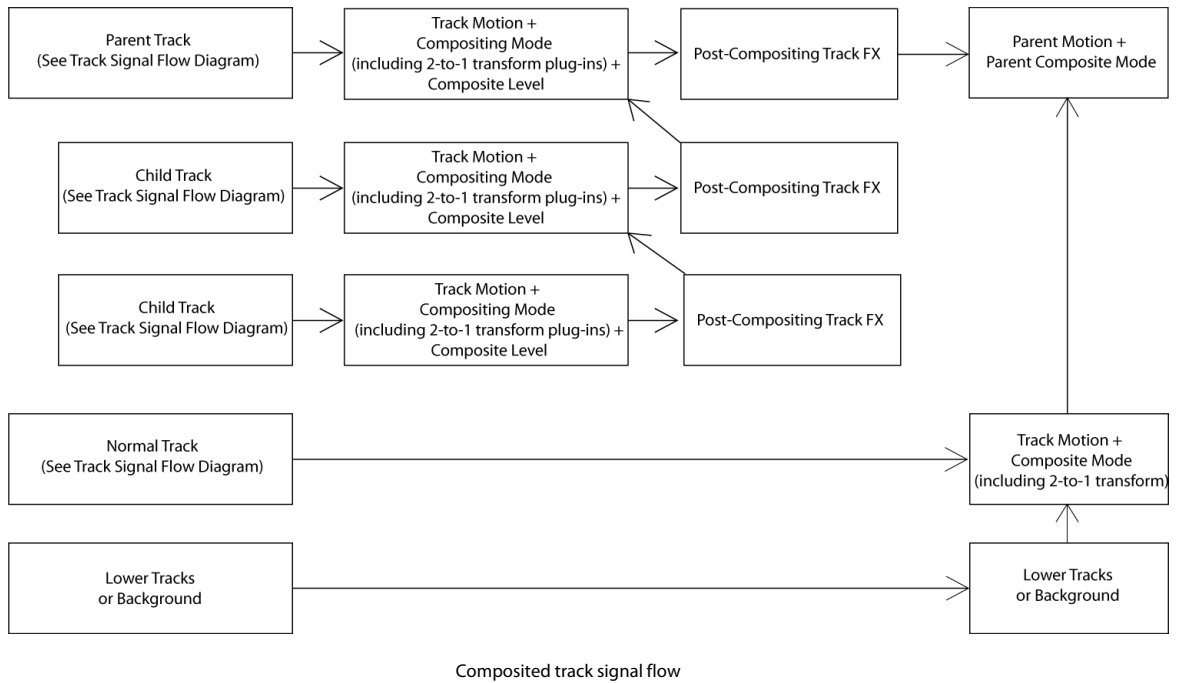 Parent Track
(See Track Signal Flow Diagram)
Track Motion +
Compositing Mode
(including 2-to-1 transform plug-ins) +
Composite Level
Post-Compositing Track FX
Parent Motion +
Parent Composite Mode
Child Track
(See Track Signal Flow Diagram)
Track Motion +
Compositing Mode
(including 2-to-1 transform plug-ins) +
Composite Level
Post-Compositing Track FX
Child Track
(See Track Signal Flow Diagram)
Track Motion +
Compositing Mode
(including 2-to-1 transform plug-ins) +
Composite Level
Post-Compositing Track FX
Normal Track
(See Track Signal Flow Diagram)
Track Motion +
Composite Mode
(including 2-to-1 transform)
Lower Tracks
or Background
Lower Tracks
or Background
Composited track signal flow